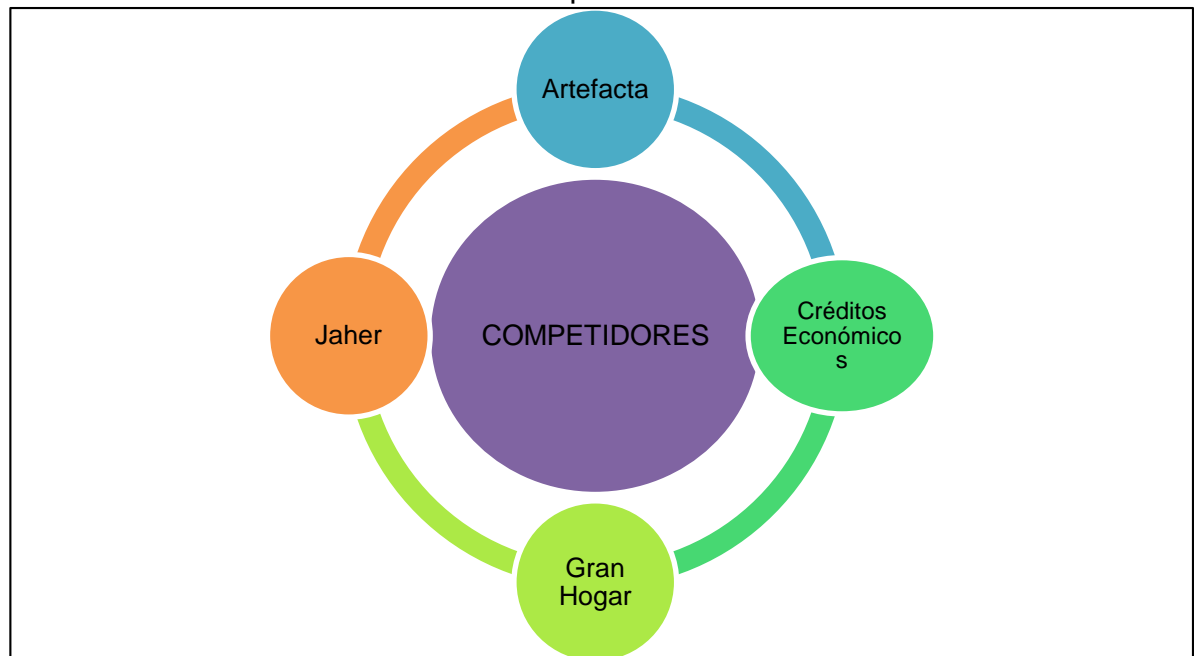 Artefacta
Jaher
COMPETIDORES
Créditos
Económico
s
Gran
Hogar